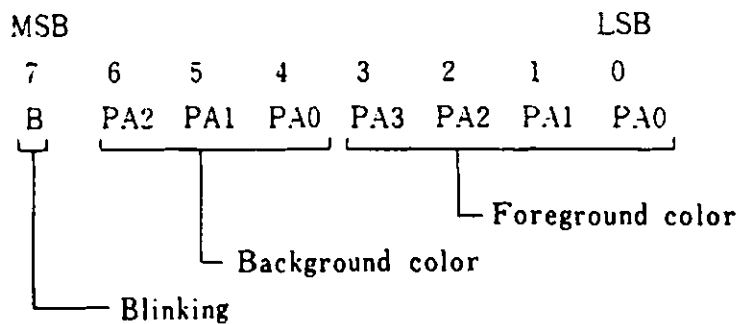 MSB LSB
7 6 5 4 3 2 1 0
B PA2 PA1 PA0 PA3 PA2 PA1 PA0
Foreground color
Background color
Blinking